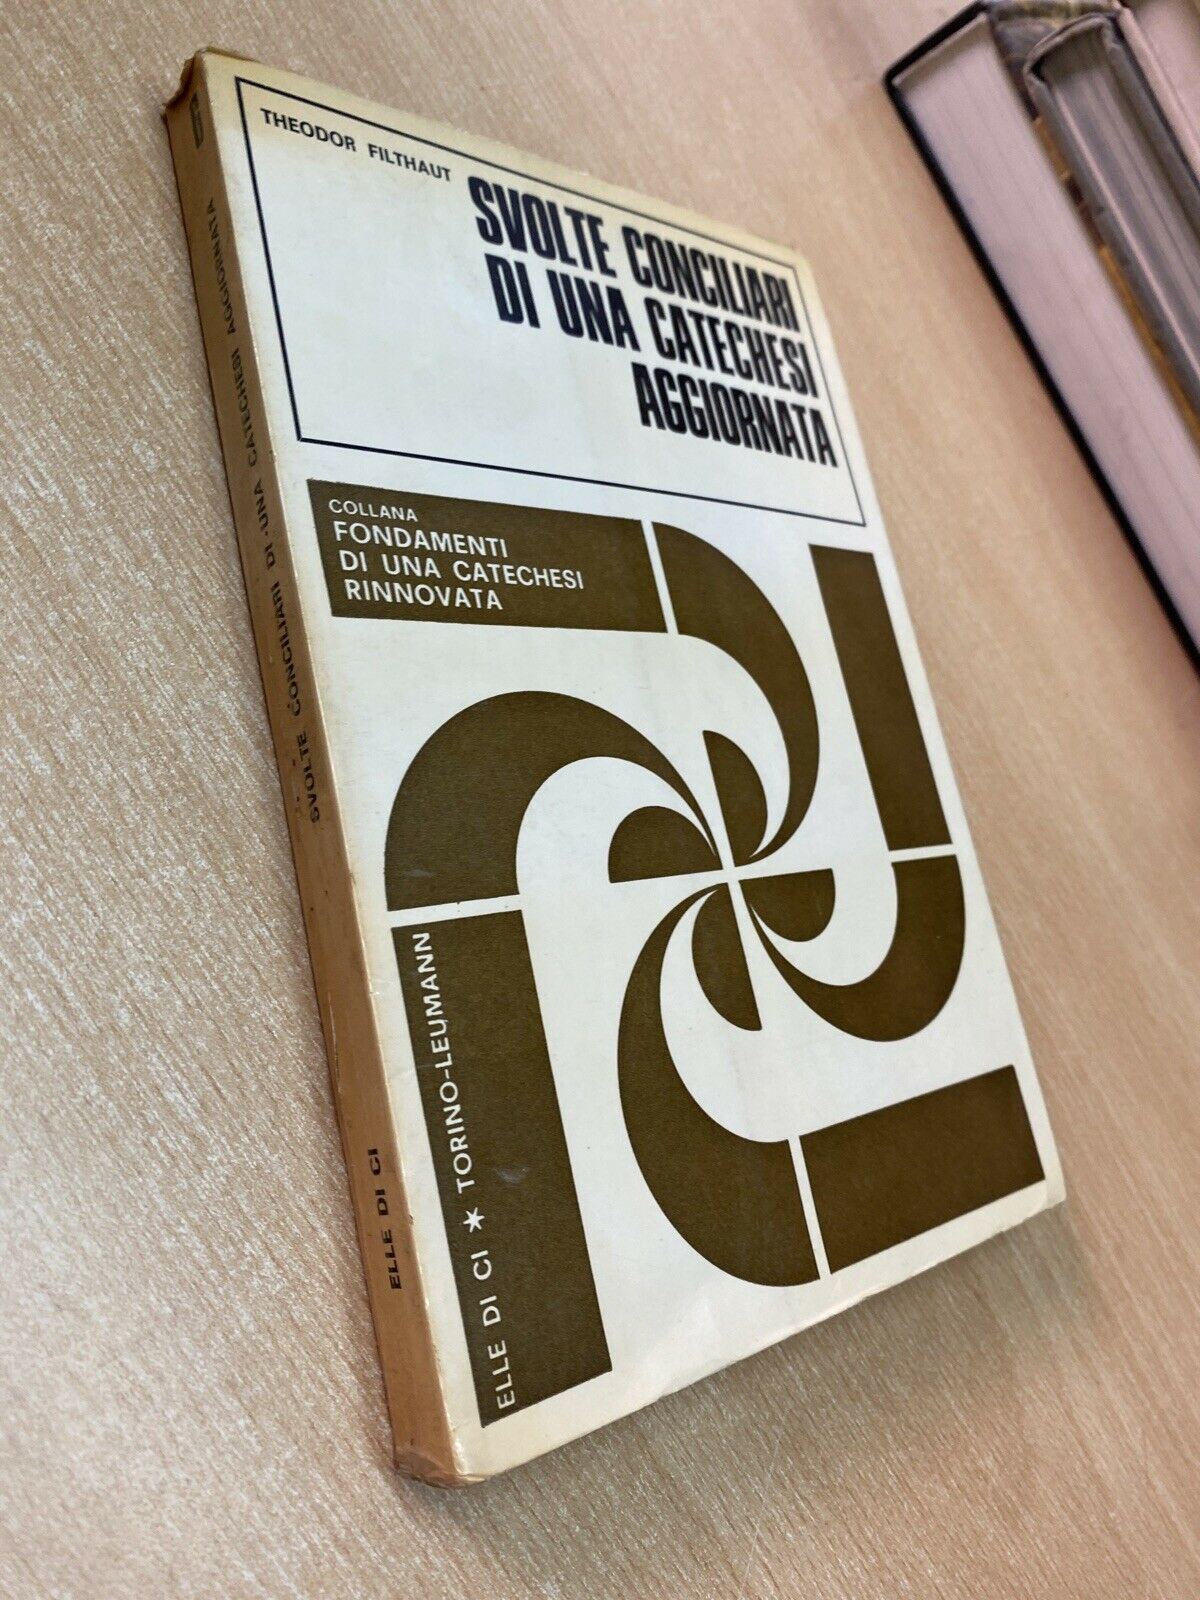 THEODOR FILTHAUT
SVOLTE CONCILIARI
DI UNA CATECHESI
AGGIORNATA
COLLANA
FONDAMENTI
DI UNA CATECHESI
RINNOVATA
ELLE DI CI ✶ TORINO-LEUMANN
SVOLTE CONCILIARI DI UNA CATECHESI AGGIORNATA
ELLE DI CI